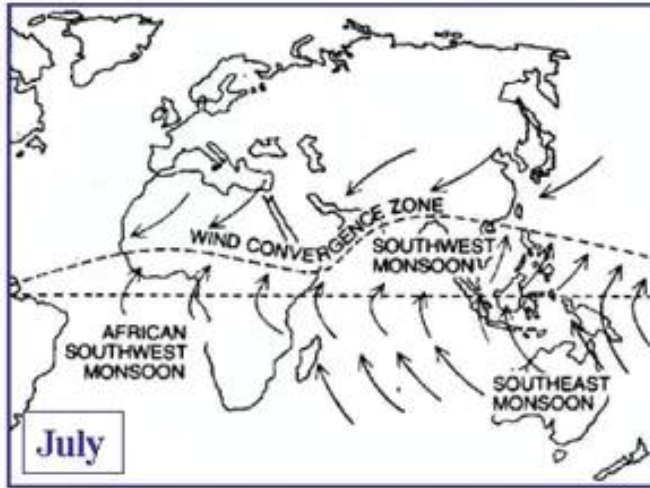 WIND CONVERGENCE ZONE
SOUTHWEST
MONSOON
AFRICAN
SOUTHWEST
MONSOON
SOUTHEAST
MONSOON
July